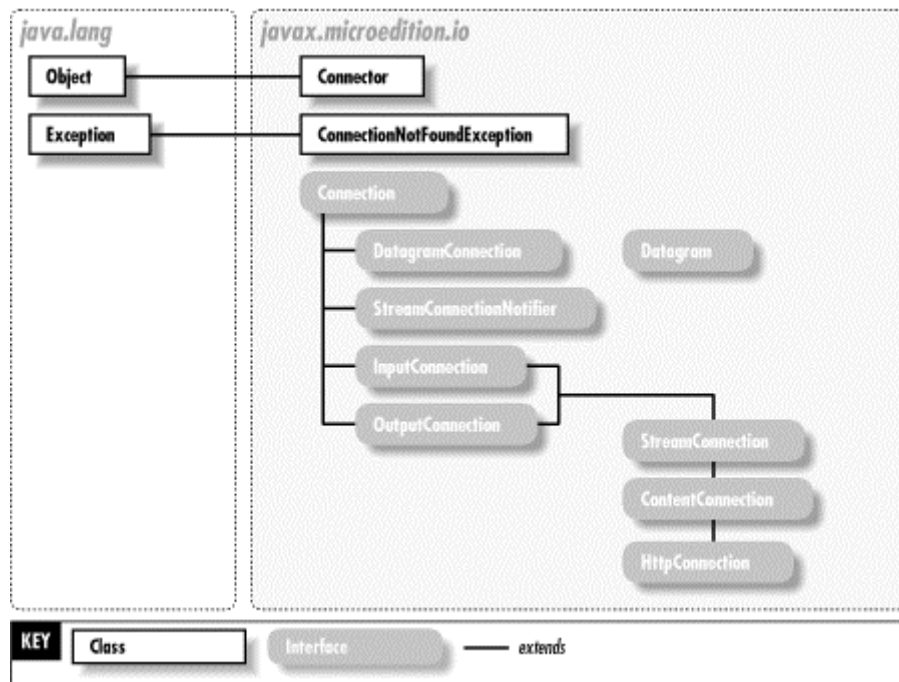 java.lang
javax.microedition.io
Object
Connector
Exception
ConnectionNotFoundException
Connection
DatagramConnection
Datagram
StreamConnectionNotifier
InputConnection
OutputConnection
StreamConnection
ContentConnection
HttpConnection
KEY
Class
Interface
extends